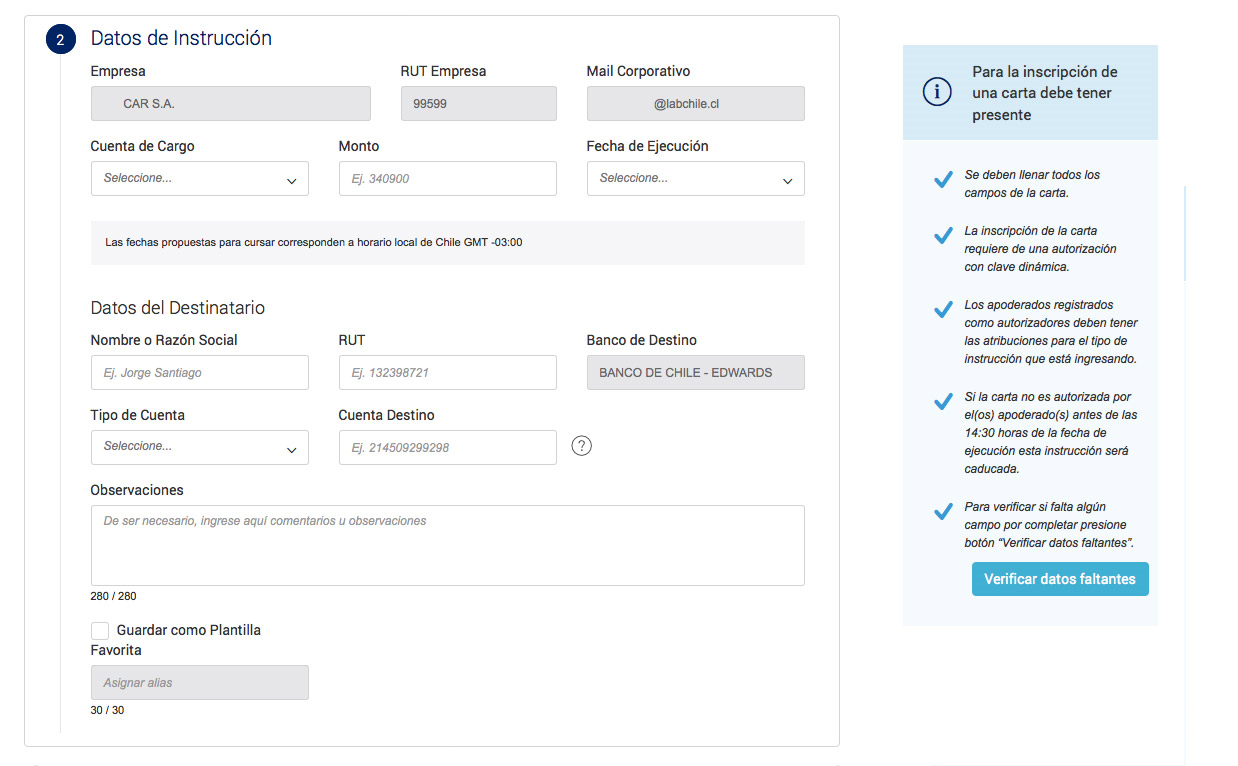 2 Datos de Instrucción
Empresa RUT Empresa Mail Corporativo
CAR S.A. 99599 @labchile.cl
Cuenta de Cargo Monto Fecha de Ejecución
Seleccione... Ej. 340900 Seleccione...
Las fechas propuestas para cursar corresponden a horario local de Chile GMT -03:00
Datos del Destinatario
Nombre o Razón Social RUT Banco de Destino
Ej. Jorge Santiago Ej. 132398721 BANCO DE CHILE - EDWARDS
Tipo de Cuenta Cuenta Destino
Seleccione... Ej. 214509299298 ?
Observaciones
De ser necesario, ingrese aquí comentarios u observaciones
280 / 280
Guardar como Plantilla
Favorita
Asignar alias
30 / 30
i
Para la inscripción de
una carta debe tener
presente
Se deben llenar todos los
campos de la carta.
La inscripción de la carta
requiere de una autorización
con clave dinámica.
Los apoderados registrados
como autorizadores deben tener
las atribuciones para el tipo de
instrucción que está ingresando.
Si la carta no es autorizada por
el(os) apoderado(s) antes de las
14:30 horas de la fecha de
ejecución esta instrucción será
caducada.
Para verificar si falta algún
campo por completar presione
botón “Verificar datos faltantes”.
Verificar datos faltantes